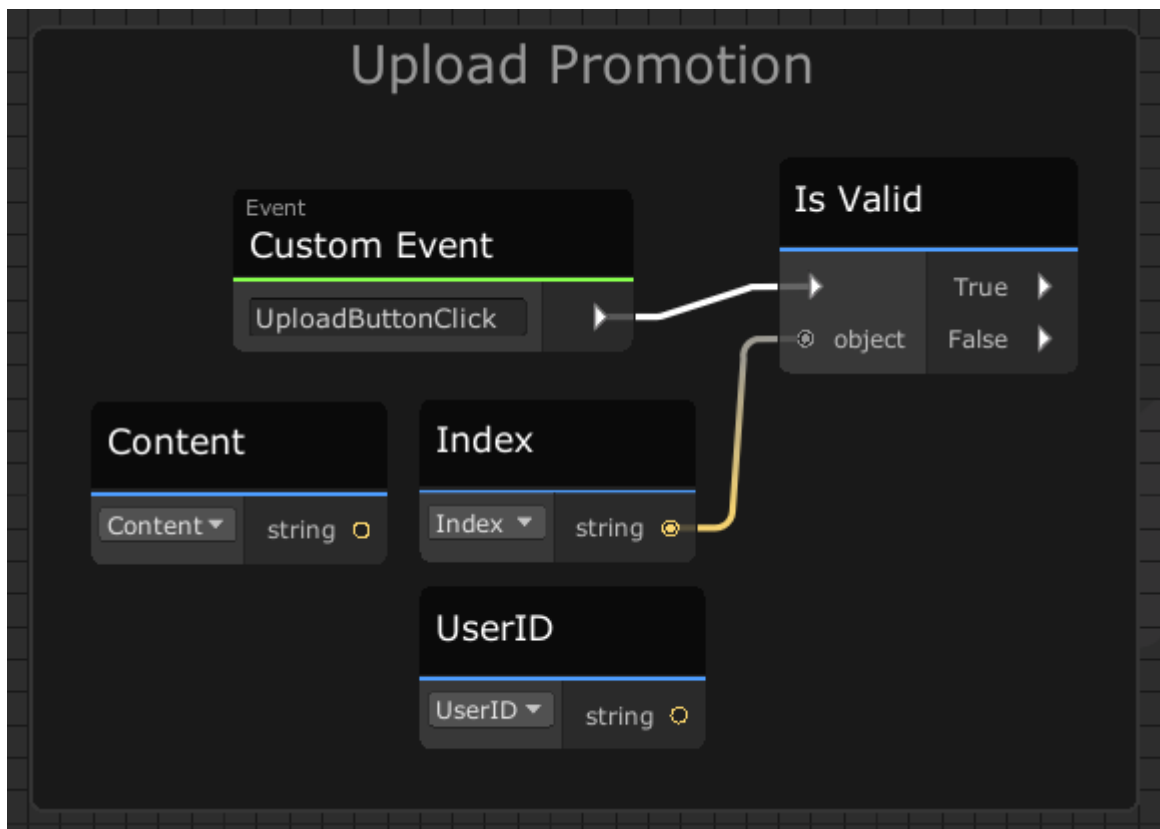 Upload Promotion
Event
Custom Event
UploadButtonClick
Is Valid
True
object
False
Content
Content
string
Index
Index
string
UserID
UserID
string